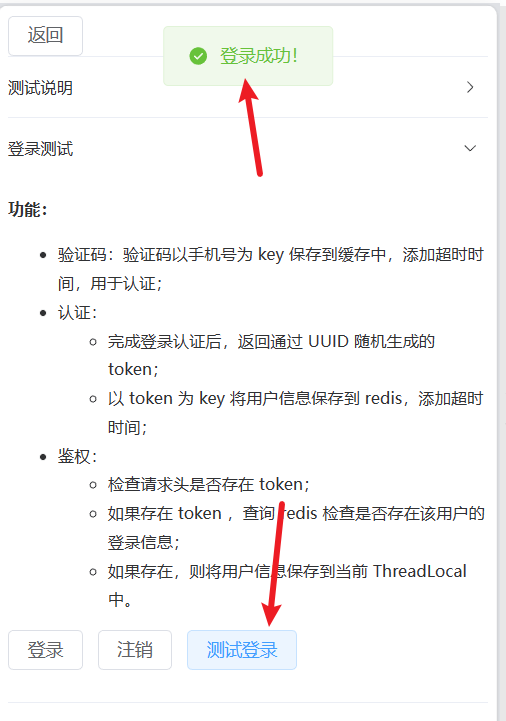 返回
登录成功！
测试说明
登录测试
功能：
验证码：验证码以手机号为 key 保存到缓存中，添加超时时
间，用于认证；
认证：
完成登录认证后，返回通过 UUID 随机生成的
token；
以 token 为 key 将用户信息保存到 redis，添加超时
时间；
鉴权：
检查请求头是否存在 token；
如果存在 token ，查询 redis 检查是否存在该用户的
登录信息；
如果存在，则将用户信息保存到当前 ThreadLocal
中。
登录 注销 测试登录